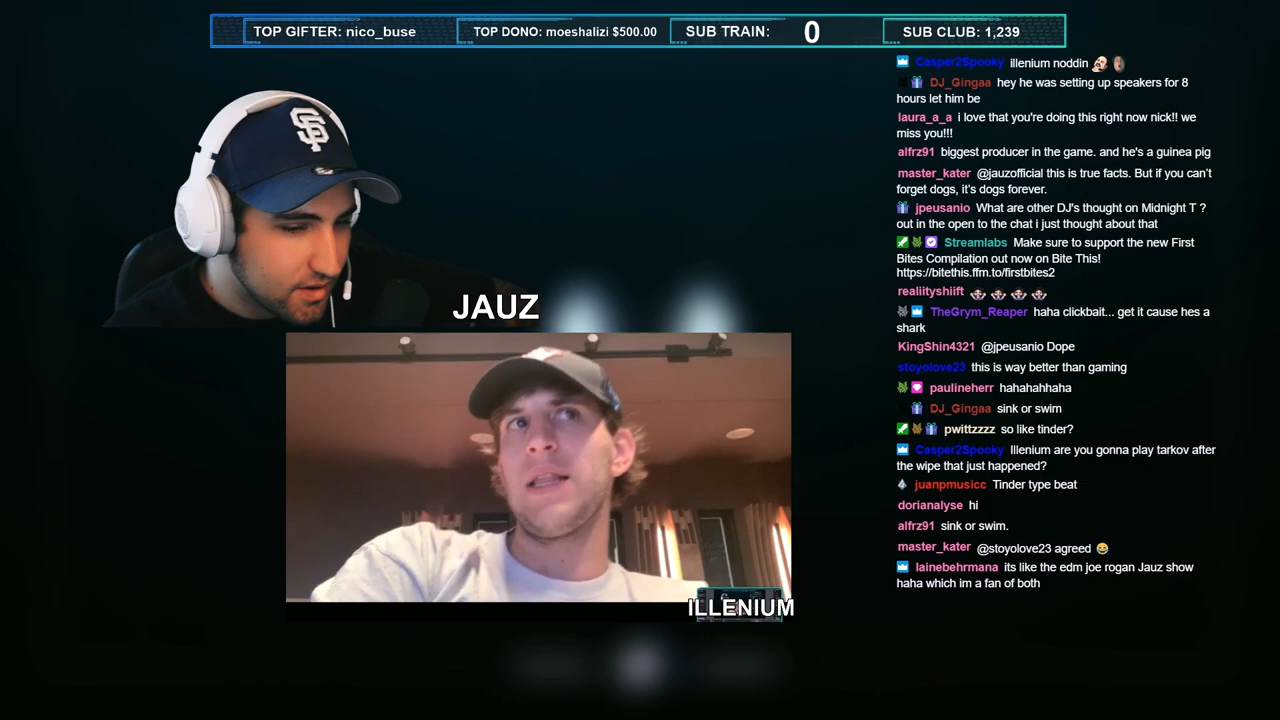 TOP GIFTER: nico_buse
TOP DONO: moeshalizi $500.00
SUB TRAIN: 0
SUB CLUB: 1,239
SF
JAUZ
ILLENIUM
Casper2Spooky illenium noddin
DJ_Gingaa hey he was setting up speakers for 8
hours let him be
laura_a_a i love that you're doing this right now nick!! we
miss you!!!
alfrz91 biggest producer in the game. and he's a guinea pig
master_kater @jauzofficial this is true facts. But if you can't
forget dogs, it's dogs forever.
jpeusanio What are other DJ's thought on Midnight T ?
out in the open to the chat i just thought about that
Streamlabs Make sure to support the new First
Bites Compilation out now on Bite This!
https://bitethis.ffm.to/firstbites2
realiityshiift
TheGrym_Reaper haha clickbait... get it cause hes a
shark
KingShin4321 @jpeusanio Dope
stoyolove23 this is way better than gaming
paulineherr hahahahhaha
DJ_Gingaa sink or swim
pwittzzzz so like tinder?
Casper2Spooky Illenium are you gonna play tarkov after
the wipe that just happened?
juanpmusicc Tinder type beat
dorianalyse hi
alfrz91 sink or swim.
master_kater @stoyolove23 agreed 😂
lainebehrmana its like the edm joe rogan Jauz show
haha which im a fan of both